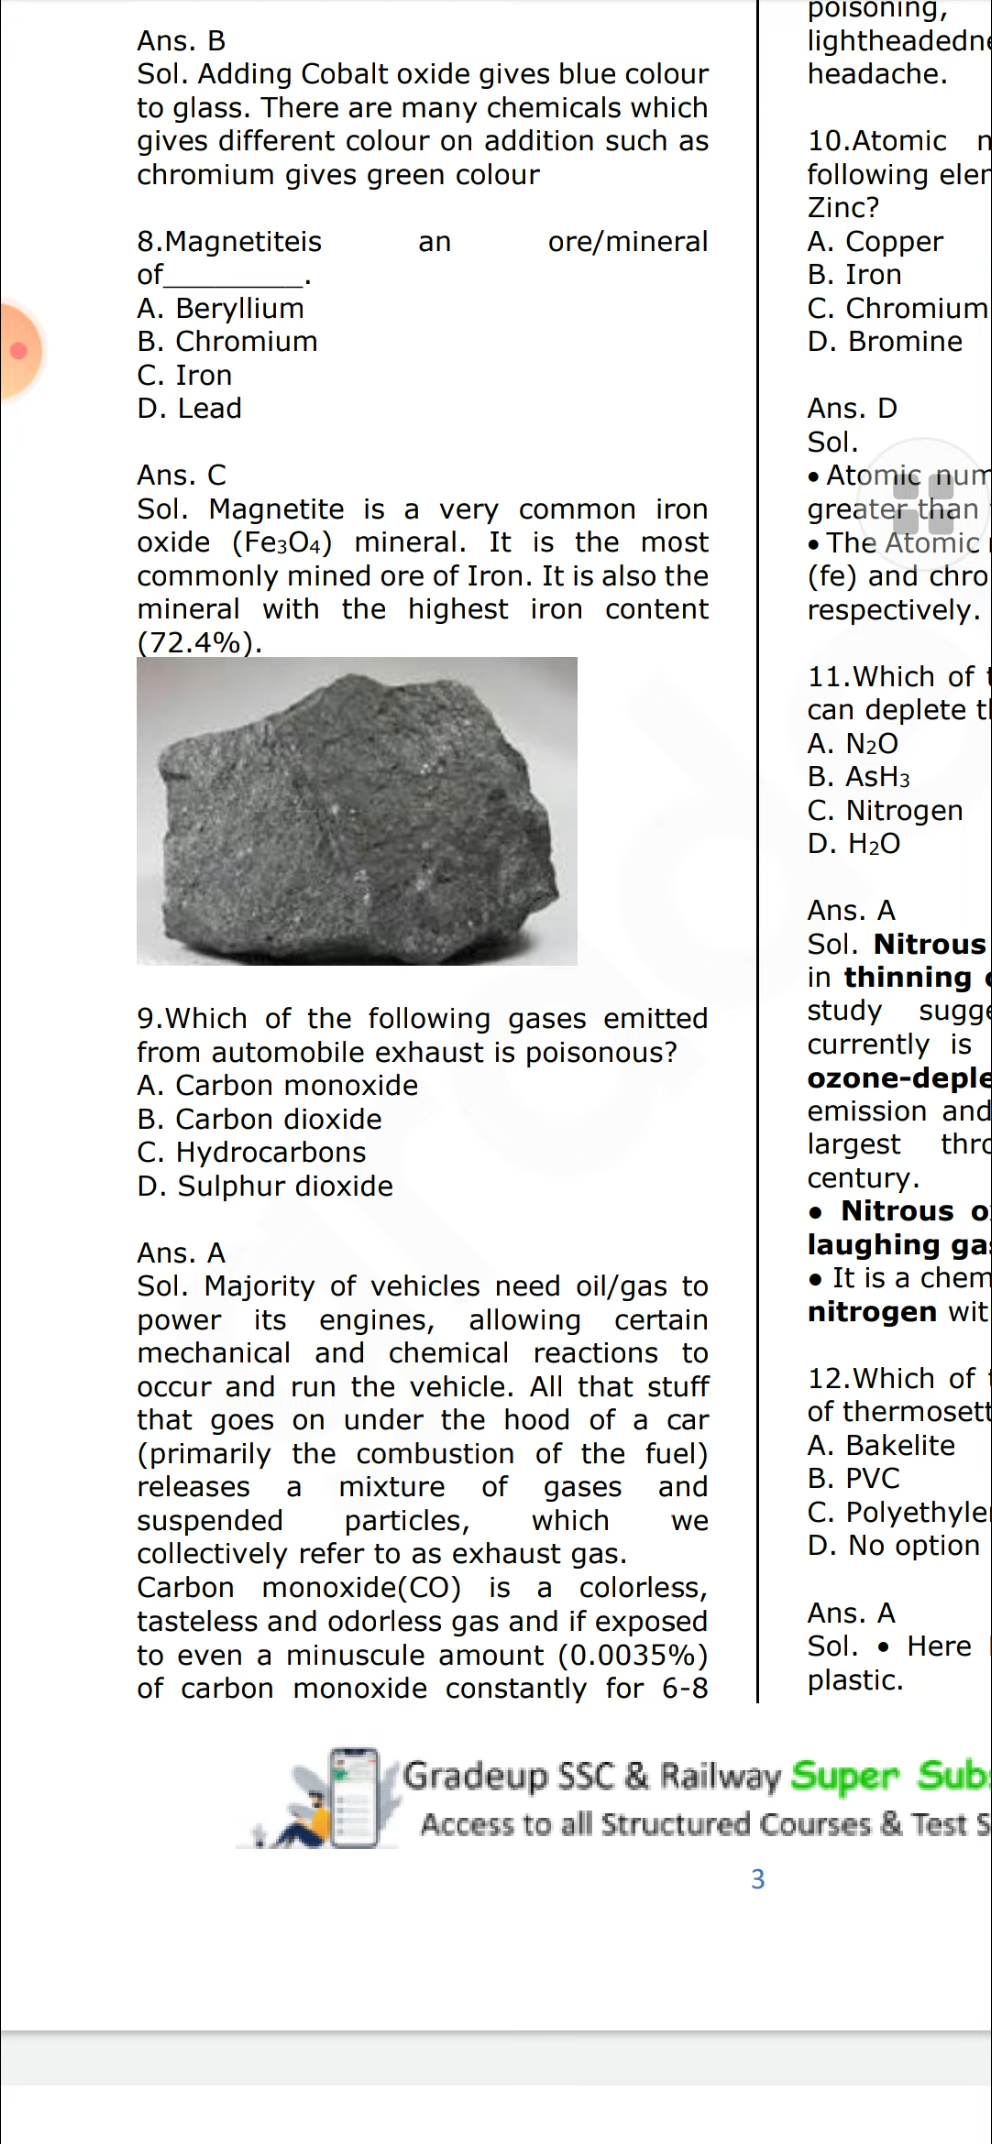 Ans. B
Sol. Adding Cobalt oxide gives blue colour
to glass. There are many chemicals which
gives different colour on addition such as
chromium gives green colour
8.Magnetiteis an ore/mineral
of_________.
A. Beryllium
B. Chromium
C. Iron
D. Lead
Ans. C
Sol. Magnetite is a very common iron
oxide (Fe3O4) mineral. It is the most
commonly mined ore of Iron. It is also the
mineral with the highest iron content
(72.4%).
9.Which of the following gases emitted
from automobile exhaust is poisonous?
A. Carbon monoxide
B. Carbon dioxide
C. Hydrocarbons
D. Sulphur dioxide
Ans. A
Sol. Majority of vehicles need oil/gas to
power its engines, allowing certain
mechanical and chemical reactions to
occur and run the vehicle. All that stuff
that goes on under the hood of a car
(primarily the combustion of the fuel)
releases a mixture of gases and
suspended particles, which we
collectively refer to as exhaust gas.
Carbon monoxide(CO) is a colorless,
tasteless and odorless gas and if exposed
to even a minuscule amount (0.0035%)
of carbon monoxide constantly for 6-8
poisoning,
headache.
10.Atomic
following
Zinc?
A. Copper
B. Iron
C. Chromium
D. Bromine
Ans. D
Sol.
• Atomic
greater than
• The Atomic
(fe) and
respectively.
11.Which of
can deplete
A. N2O
B. AsH3
C. Nitrogen
D. H2O
Ans. A
Sol. Nitrous
in thinning
study
currently is
emission and
largest
century.
• Nitrous
laughing
• It is a
nitrogen
12.Which of
of
A. Bakelite
B. PVC
C.
D. No option
Ans. A
Sol. • Here
plastic.
Gradeup SSC & Railway Super
Access to all Structured Courses & Test
3